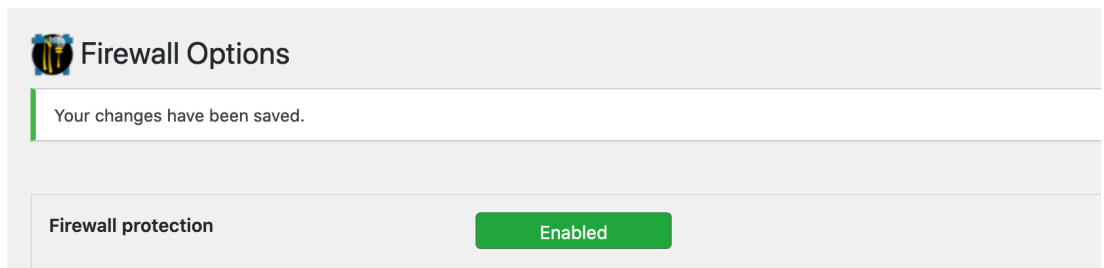 Firewall Options
Your changes have been saved.
Firewall protection
Enabled